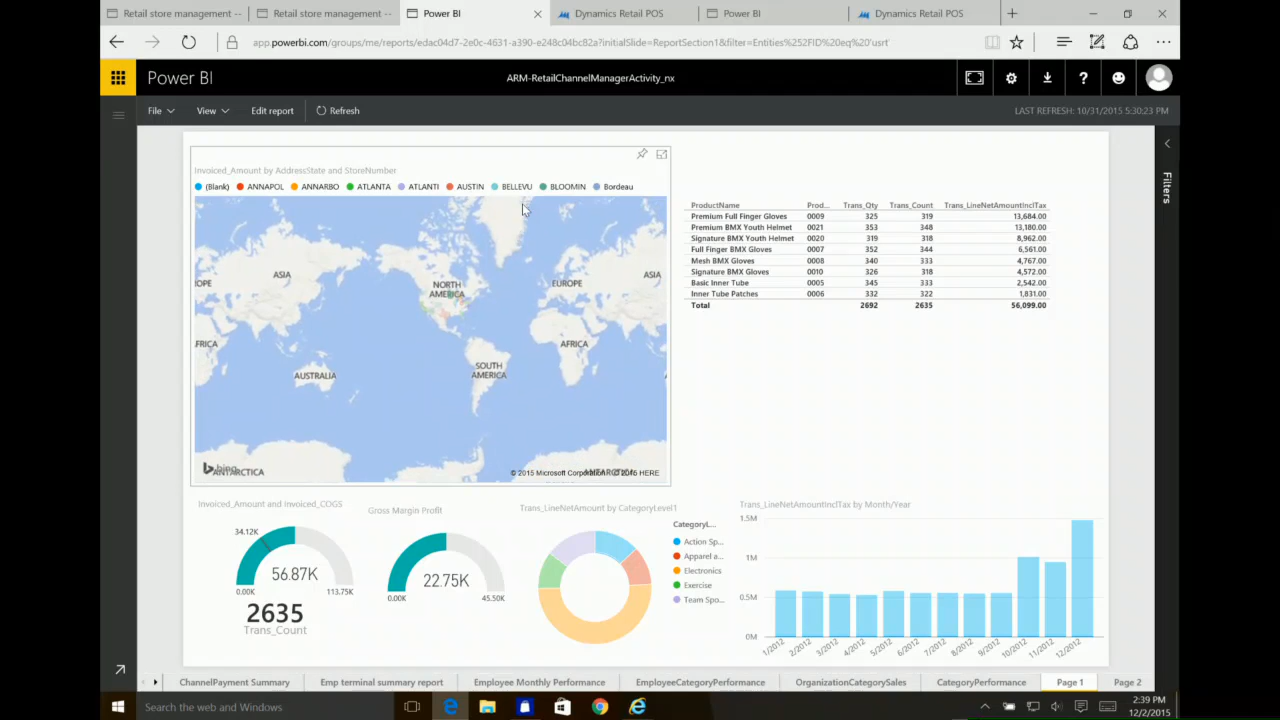 Retail store management
Retail store management
Power BI
Dynamics Retail POS
Power BI
Dynamics Retail POS
app.powerbi.com/groups/me/reports/edac04d7-2e0c-4631-a390-e248c04bc82a?initialSlide=ReportSection1&filter=Entities%252FID%20eq%20'usrt'
Power BI
ARM-RetailChannelManagerActivity_nx
File View Edit report Refresh
LAST REFRESH: 10/31/2015 5:30:23 PM
Filters
Invoiced_Amount by AddressState and StoreNumber
(Blank) ANNAPOL ANNARBO ATLANTA ATLANTI AUSTIN BELLEVU BLOOMIN Bordeau
ASIA
NORTH
AMERICA
EUROPE
ASIA
OPE
FRICA
AFRICA
SOUTH
AMERICA
AUSTRALIA
bing
ANTARCTICA
© 2015 Microsoft Corporation
ANTARCTICA
© 2015 HERE
ProductName Prod... Trans_Qty Trans_Count Trans_LineNetAmountInclTax
Premium Full Finger Gloves 0009 325 319 13,684.00
Premium BMX Youth Helmet 0021 353 348 13,180.00
Signature BMX Youth Helmet 0020 319 318 8,962.00
Full Finger BMX Gloves 0007 352 344 6,561.00
Mesh BMX Gloves 0008 340 333 4,767.00
Signature BMX Gloves 0010 326 318 4,572.00
Basic Inner Tube 0005 345 333 2,542.00
Inner Tube Patches 0006 332 322 1,831.00
Total 2692 2635 56,099.00
Invoiced_Amount and Invoiced_COGS
34.12K
56.87K
0.00K 113.75K
2635
Trans_Count
Gross Margin Profit
22.75K
0.00K 45.50K
Trans_LineNetAmount by CategoryLevel1
CategoryL...
Action Sp...
Apparel a...
Electronics
Exercise
Team Spo...
Trans_LineNetAmountInclTax by Month/Year
1.5M
1M
0.5M
0M
1/2012 2/2012 3/2012 4/2012 5/2012 6/2012 7/2012 8/2012 9/2012 10/2012 11/2012 12/2012
ChannelPayment Summary Emp terminal summary report Employee Monthly Performance EmployeeCategoryPerformance OrganizationCategorySales CategoryPerformance Page 1 Page 2
Search the web and Windows
2:39 PM
12/2/2015